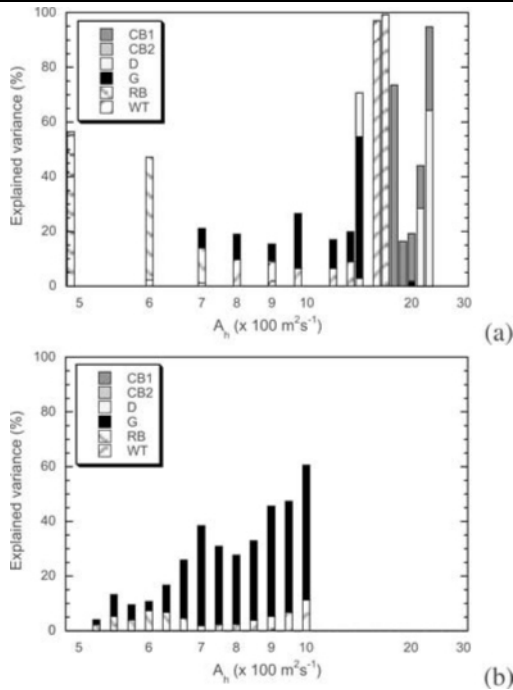 100
80
60
40
20
0
Explained variance (%)
CB1
CB2
D
G
RB
WT
5 6 7 8 9 10 20 30
A_h (x 100 m²s⁻¹)
(a)
100
80
60
40
20
0
Explained variance (%)
CB1
CB2
D
G
RB
WT
5 6 7 8 9 10 20 30
A_h (x 100 m²s⁻¹)
(b)